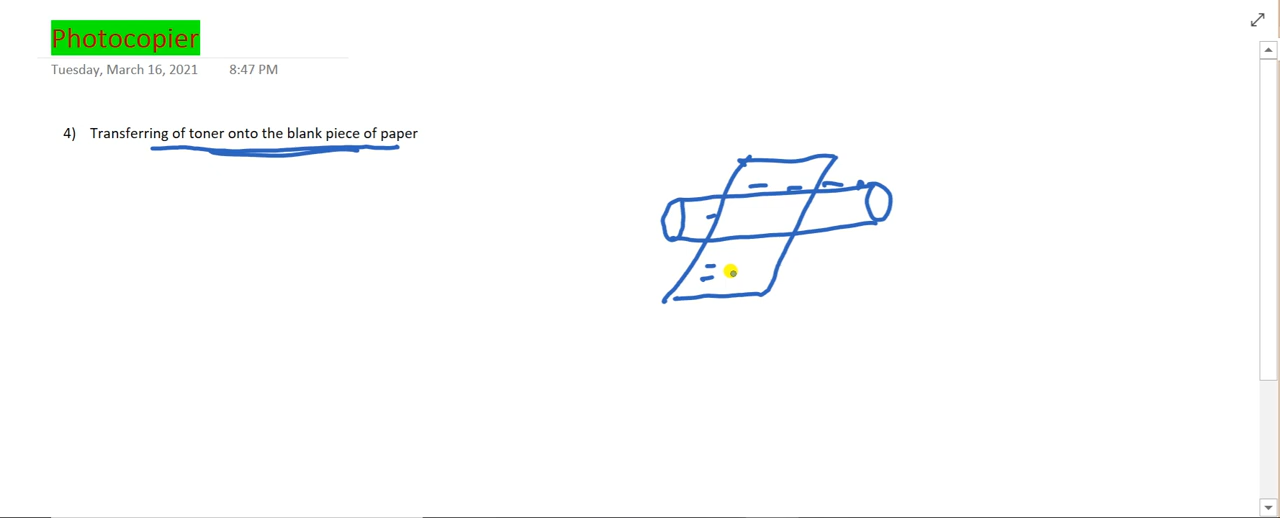 Photocopier
Tuesday, March 16, 2021 8:47 PM
4) Transferring of toner onto the blank piece of paper